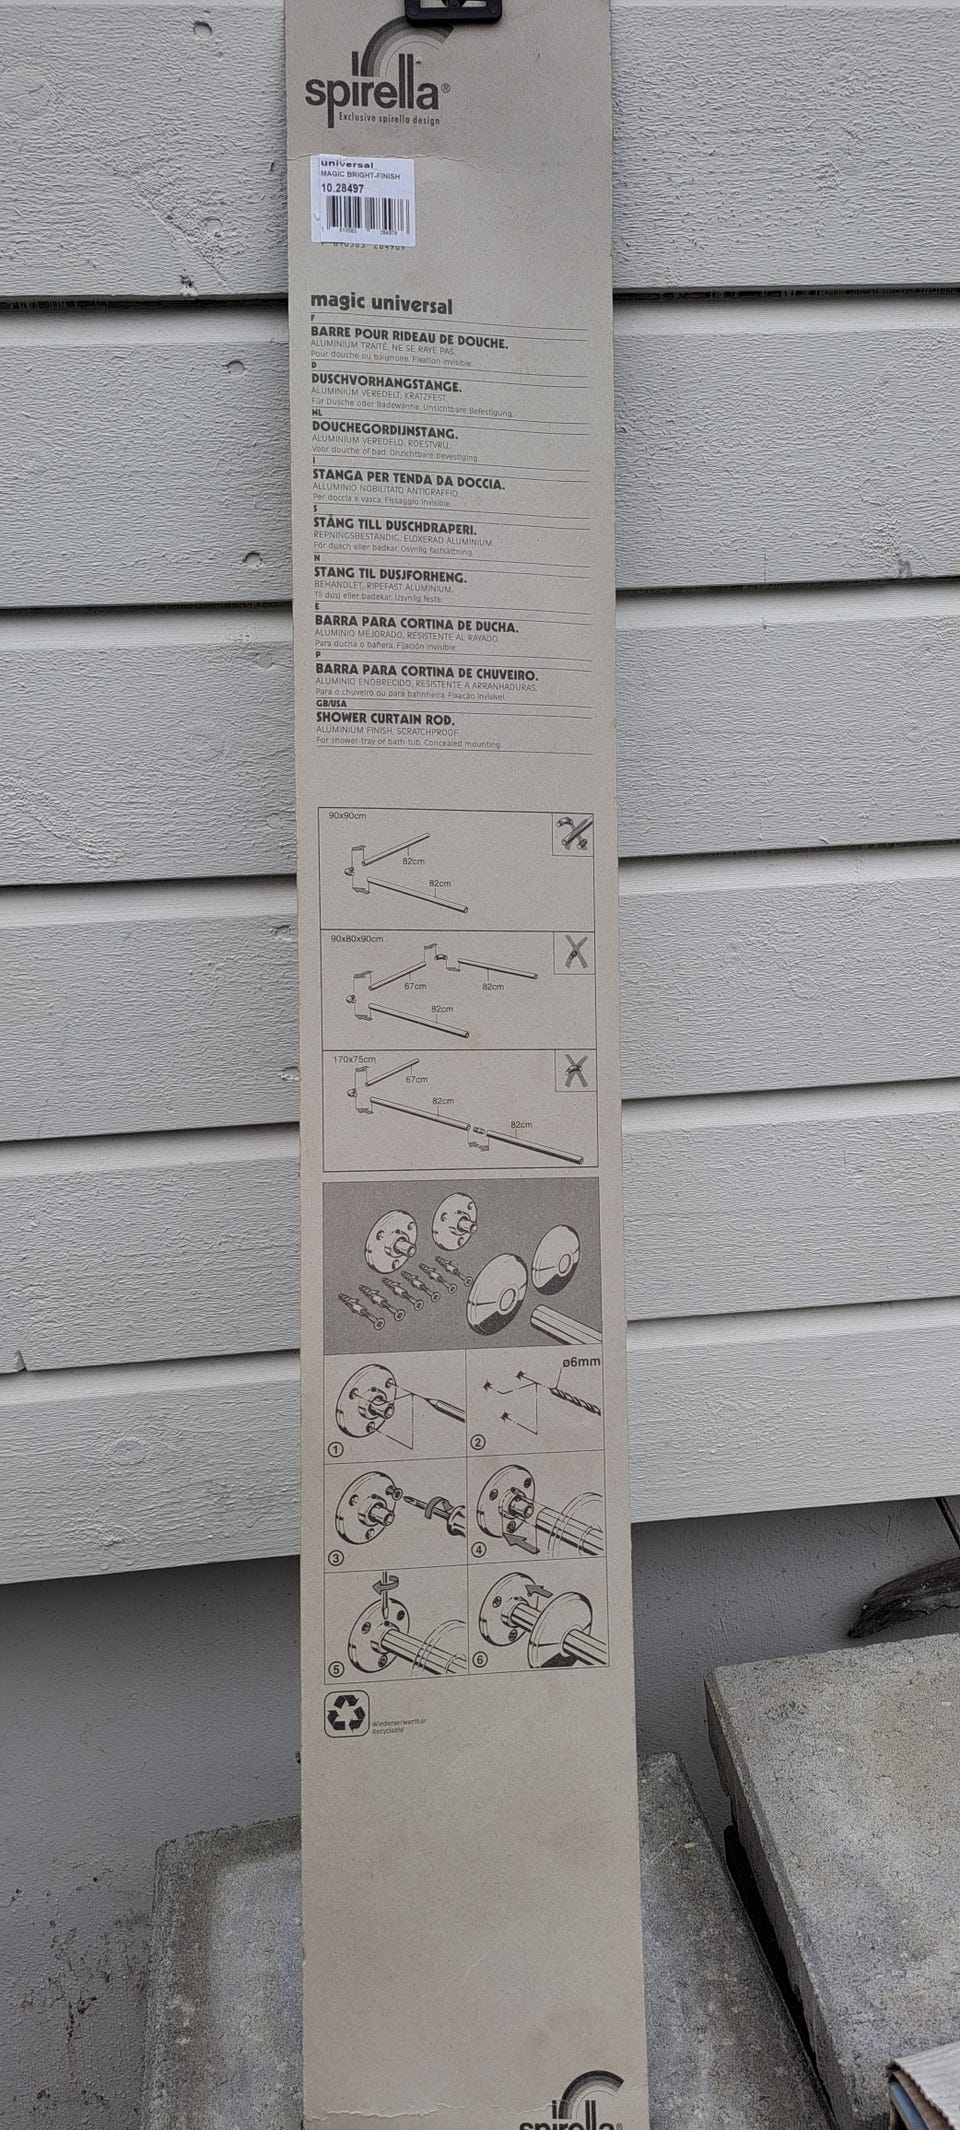 spirella®
Exclusive spirella design
universal
MAGIC BRIGHT-FINISH
10.28497
magic universal
F
BARRE POUR RIDEAU DE DOUCHE.
ALUMINIUM TRAITÉ, NE SE RAYE PAS.
Pour douche ou baignoire. Fixation invisible.
D
DUSCHVORHANGSTANGE.
ALUMINIUM VEREDELT, KRATZFEST.
Für Dusche oder Badewanne. Unsichtbare Befestigung.
NL
DOUCHEGORDIJNSTANG.
ALUMINIUM VEREDELD, ROESTVRIJ.
Voor douche of bad. Onzichtbare bevestiging.
I
STANGA PER TENDA DA DOCCIA.
ALLUMINIO NOBILITATO ANTIGRAFFIO.
Per doccia e vasca. Fissaggio invisible.
S
STÅNG TILL DUSCHDRAPERI.
REPNINGSBESTÄNDIG, ELOXERAD ALUMINIUM.
För dusch eller badkar. Osynlig fastsättning.
N
STANG TIL DUSJFORHENG.
BEHANDLET, RIPEFAST ALUMINIUM.
Til dusj eller badekar. Usynlig feste.
E
BARRA PARA CORTINA DE DUCHA.
ALUMINIO MEJORADO, RESISTENTE AL RAYADO.
Para ducha o bañera. Fijación invisible.
P
BARRA PARA CORTINA DE CHUVEIRO.
ALUMINIO ENOBRECIDO, RESISTENTE A ARRANHADURAS.
Para o chuveiro ou para bahnheira. Fixacão invisível.
GB/USA
SHOWER CURTAIN ROD.
ALUMINIUM FINISH, SCRATCHPROOF.
For shower-tray or bath-tub. Concealed mounting.
90x90cm
82cm
82cm
90x80x90cm
67cm
82cm
82cm
170x75cm
67cm
82cm
82cm
ø6mm
1
2
3
4
5
6
Wiederverwertbar
Recyclable
spirella®